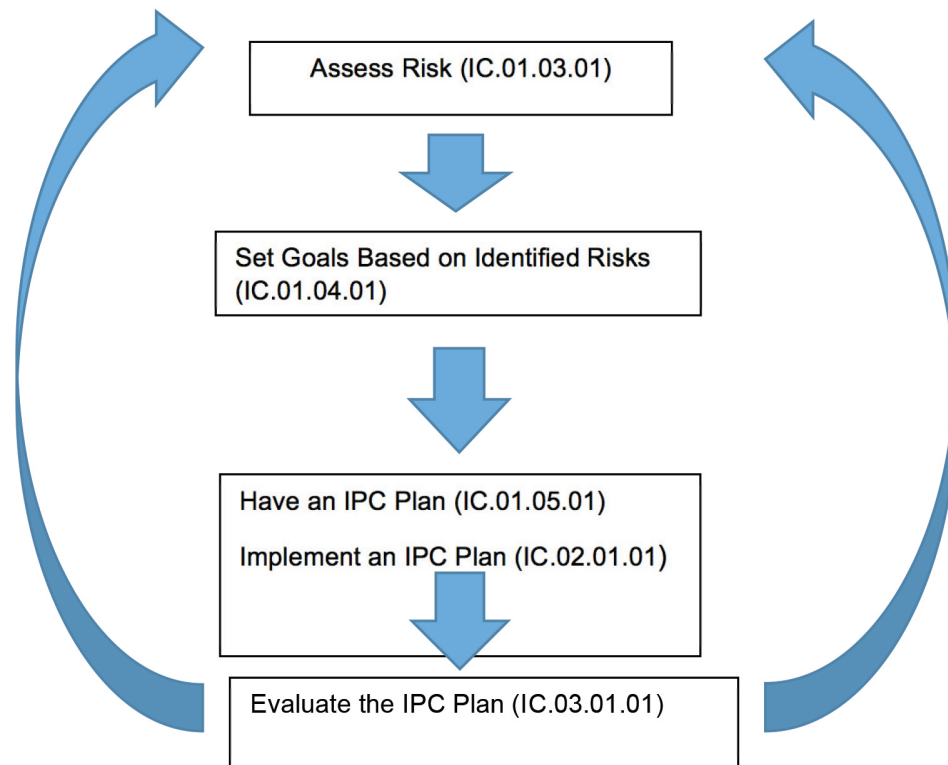 Assess Risk (IC.01.03.01)
Set Goals Based on Identified Risks
(IC.01.04.01)
Have an IPC Plan (IC.01.05.01)
Implement an IPC Plan (IC.02.01.01)
Evaluate the IPC Plan (IC.03.01.01)